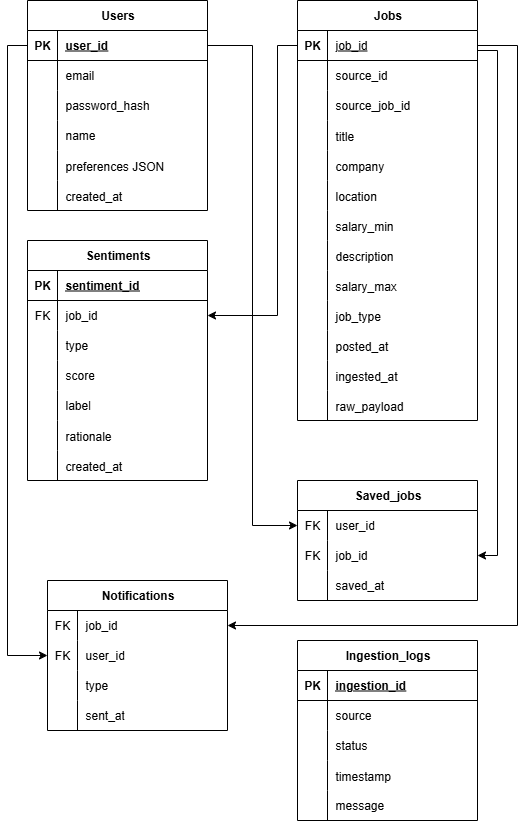 Users
PK user_id
email
password_hash
name
preferences JSON
created_at
Jobs
PK job_id
source_id
source_job_id
title
company
location
salary_min
description
salary_max
job_type
posted_at
ingested_at
raw_payload
Sentiments
PK sentiment_id
FK job_id
type
score
label
rationale
created_at
Saved_jobs
FK user_id
FK job_id
saved_at
Notifications
FK job_id
FK user_id
type
sent_at
Ingestion_logs
PK ingestion_id
source
status
timestamp
message